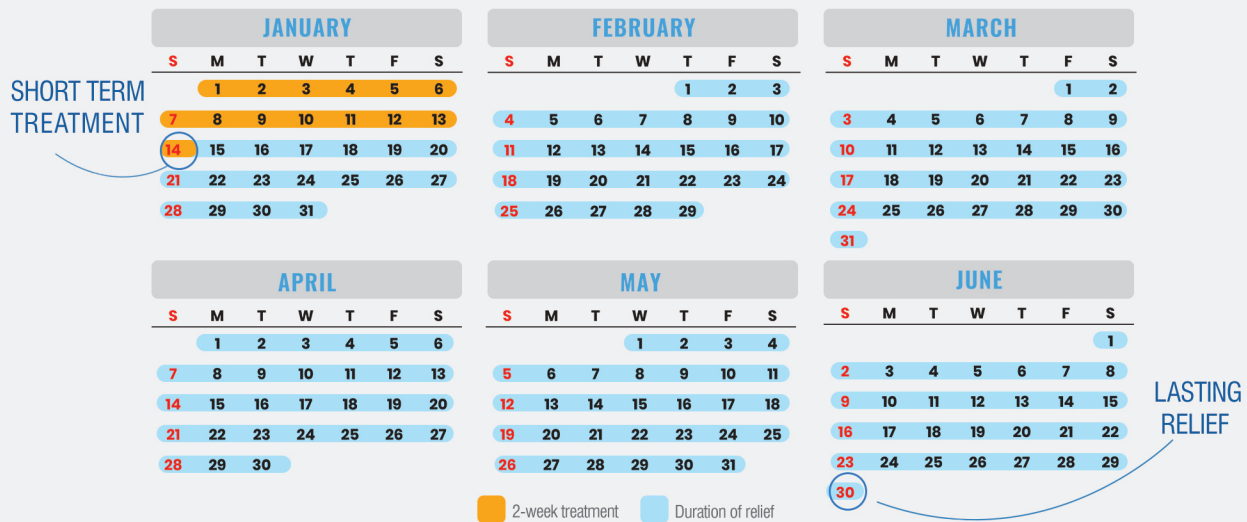 JANUARY
S M T W T F S
1 2 3 4 5 6
7 8 9 10 11 12 13
14 15 16 17 18 19 20
21 22 23 24 25 26 27
28 29 30 31
SHORT TERM
TREATMENT
FEBRUARY
S M T W T F S
1 2 3
4 5 6 7 8 9 10
11 12 13 14 15 16 17
18 19 20 21 22 23 24
25 26 27 28 29
MARCH
S M T W T F S
1 2
3 4 5 6 7 8 9
10 11 12 13 14 15 16
17 18 19 20 21 22 23
24 25 26 27 28 29 30
31
APRIL
S M T W T F S
1 2 3 4 5 6
7 8 9 10 11 12 13
14 15 16 17 18 19 20
21 22 23 24 25 26 27
28 29 30
MAY
S M T W T F S
1 2 3 4
5 6 7 8 9 10 11
12 13 14 15 16 17 18
19 20 21 22 23 24 25
26 27 28 29 30 31
JUNE
S M T W T F S
1
2 3 4 5 6 7 8
9 10 11 12 13 14 15
16 17 18 19 20 21 22
23 24 25 26 27 28 29
30
LASTING
RELIEF
2-week treatment
Duration of relief